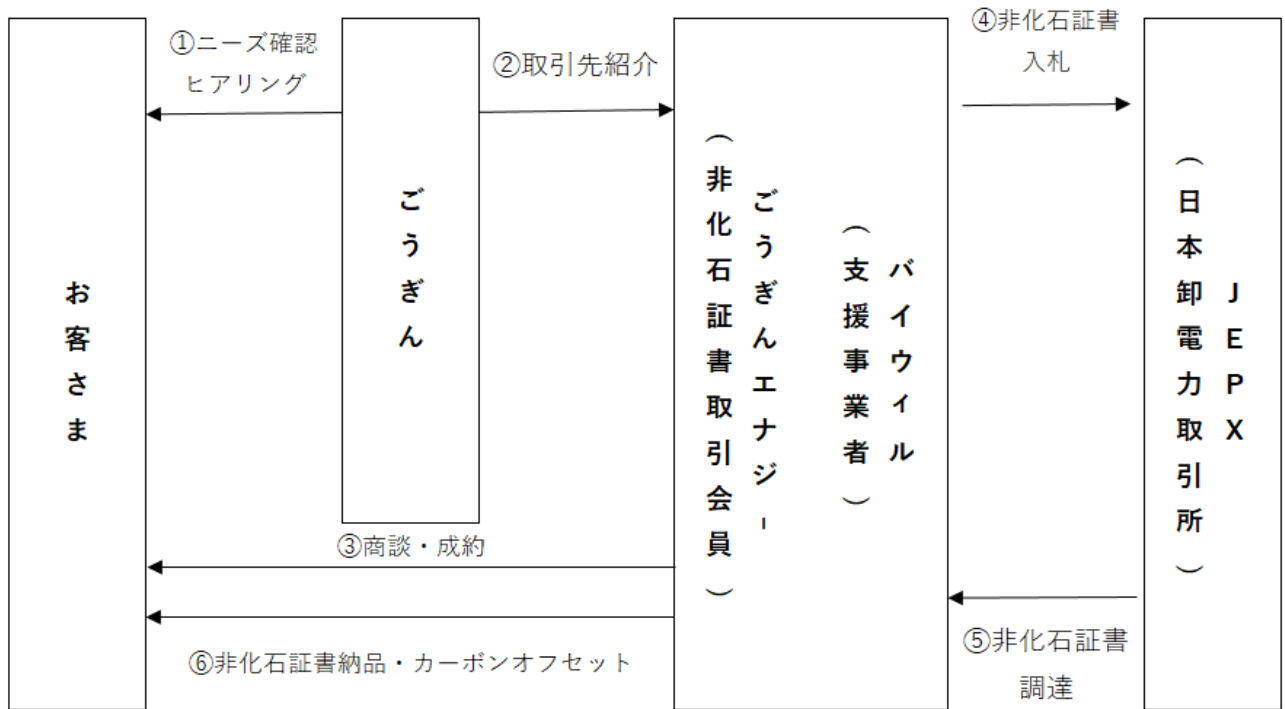 ①ニーズ確認
ヒアリング
②取引先紹介
④非化石証書
入札
お客さま
ごうぎん
ごうぎんエナジー
（非化石証書取引会員）
バイウィル
（支援事業者）
JEPX
（日本卸電力取引所）
③商談・成約
⑤非化石証書
調達
⑥非化石証書納品・カーボンオフセット